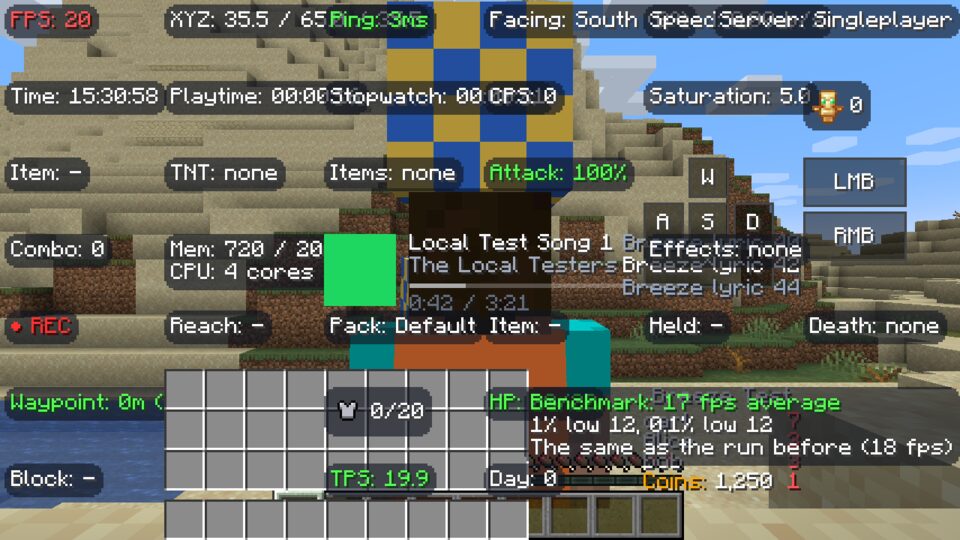 FPS: 20
XYZ: 35.5 / 65
Ping: 3ms
Facing: South
Speed
Server: Singleplayer
Time: 15:30:58
Playtime: 00:00
Stopwatch: 00:
CPS:
Saturation: 5.0
0
Item: -
TNT: none
Items: none
Attack: 100%
W
LMB
A S D
RMB
Combo: 0
Mem: 720 / 20
CPU: 4 cores
Local Test Song 1
The Local Testers
0:42 / 3:21
Effects: none
Breeze lyric 42
Breeze lyric 44
REC
Reach: -
Pack: Default
Item: -
Held: -
Death: none
Waypoint: 0m (
0/20
HP:
Benchmark: 17 fps average
1% low 12, 0.1% low 12
The same as the run before (18 fps)
Block: -
TPS: 19.9
Day: 0
Coins: 1,250
1